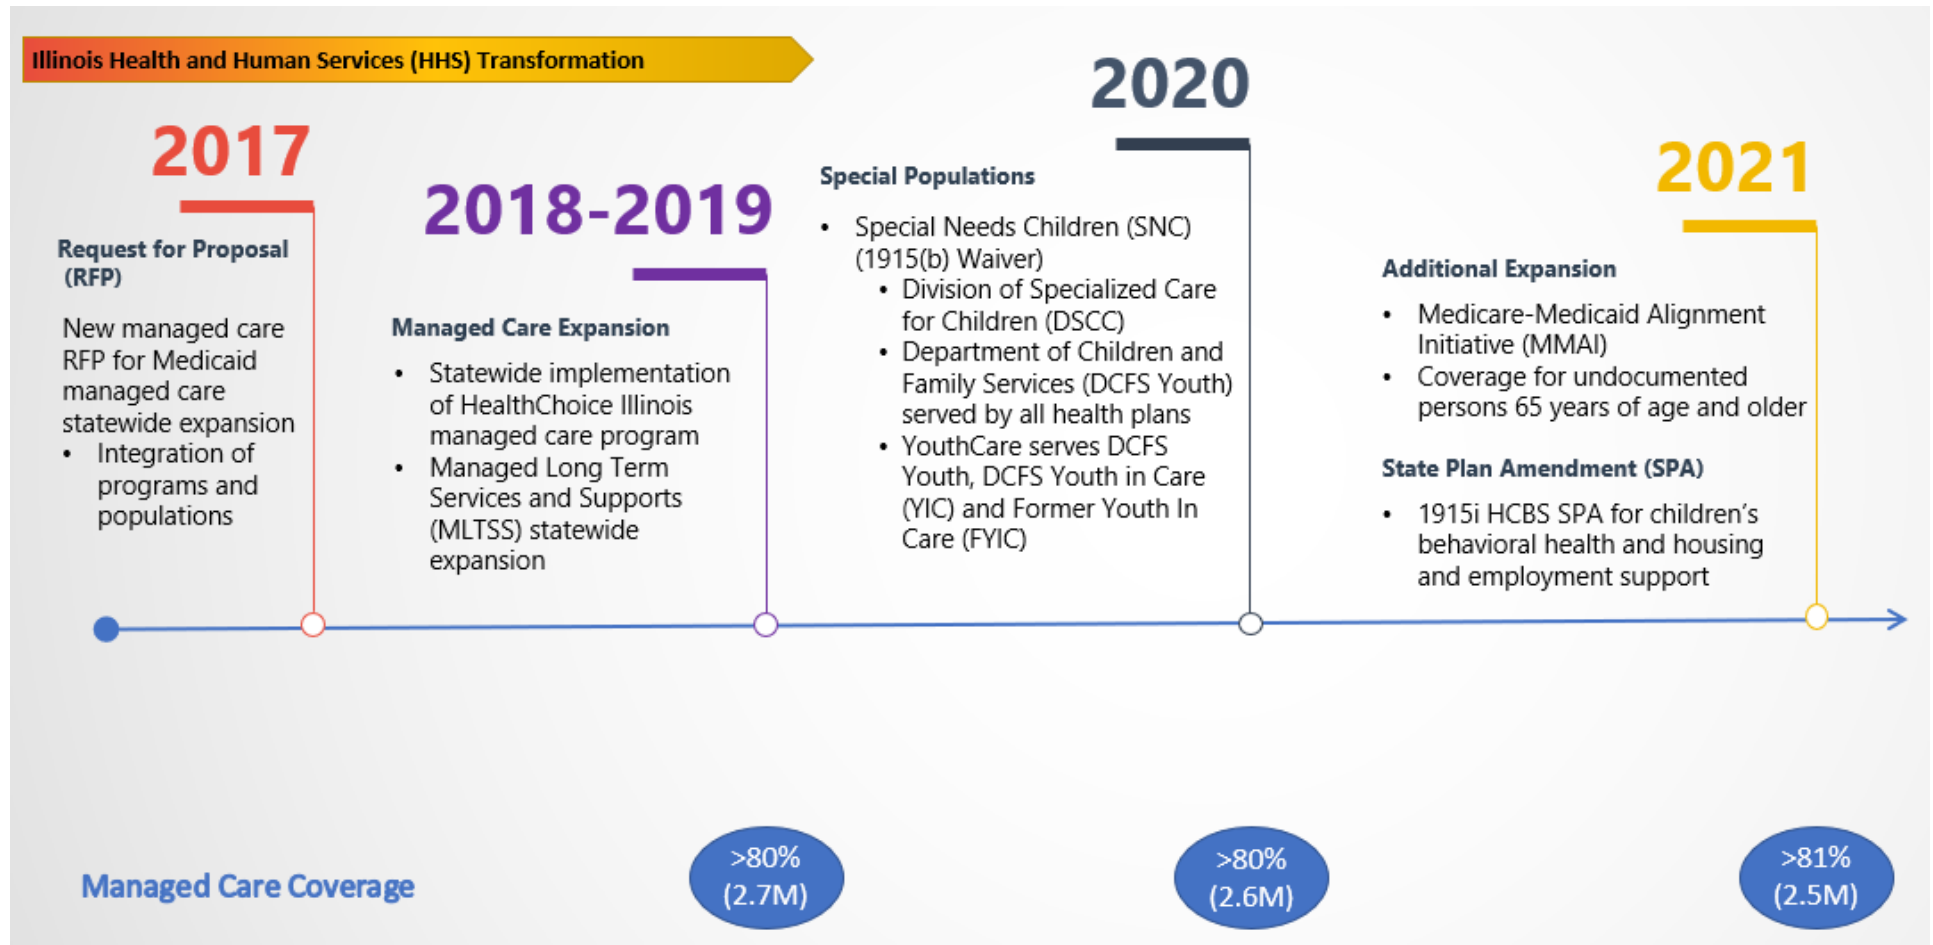 Illinois Health and Human Services (HHS) Transformation
2017
Request for Proposal
(RFP)
New managed care
RFP for Medicaid
managed care
statewide expansion
• Integration of
programs and
populations
2018-2019
Managed Care Expansion
• Statewide implementation
of HealthChoice Illinois
managed care program
• Managed Long Term
Services and Supports
(MLTSS) statewide
expansion
2020
Special Populations
• Special Needs Children (SNC)
(1915(b) Waiver)
• Division of Specialized Care
for Children (DSCC)
• Department of Children and
Family Services (DCFS Youth)
served by all health plans
• YouthCare serves DCFS
Youth, DCFS Youth in Care
(YIC) and Former Youth In
Care (FYIC)
2021
Additional Expansion
• Medicare-Medicaid Alignment
Initiative (MMAI)
• Coverage for undocumented
persons 65 years of age and older
State Plan Amendment (SPA)
• 1915i HCBS SPA for children’s
behavioral health and housing
and employment support
Managed Care Coverage
>80%
(2.7M)
>80%
(2.6M)
>81%
(2.5M)